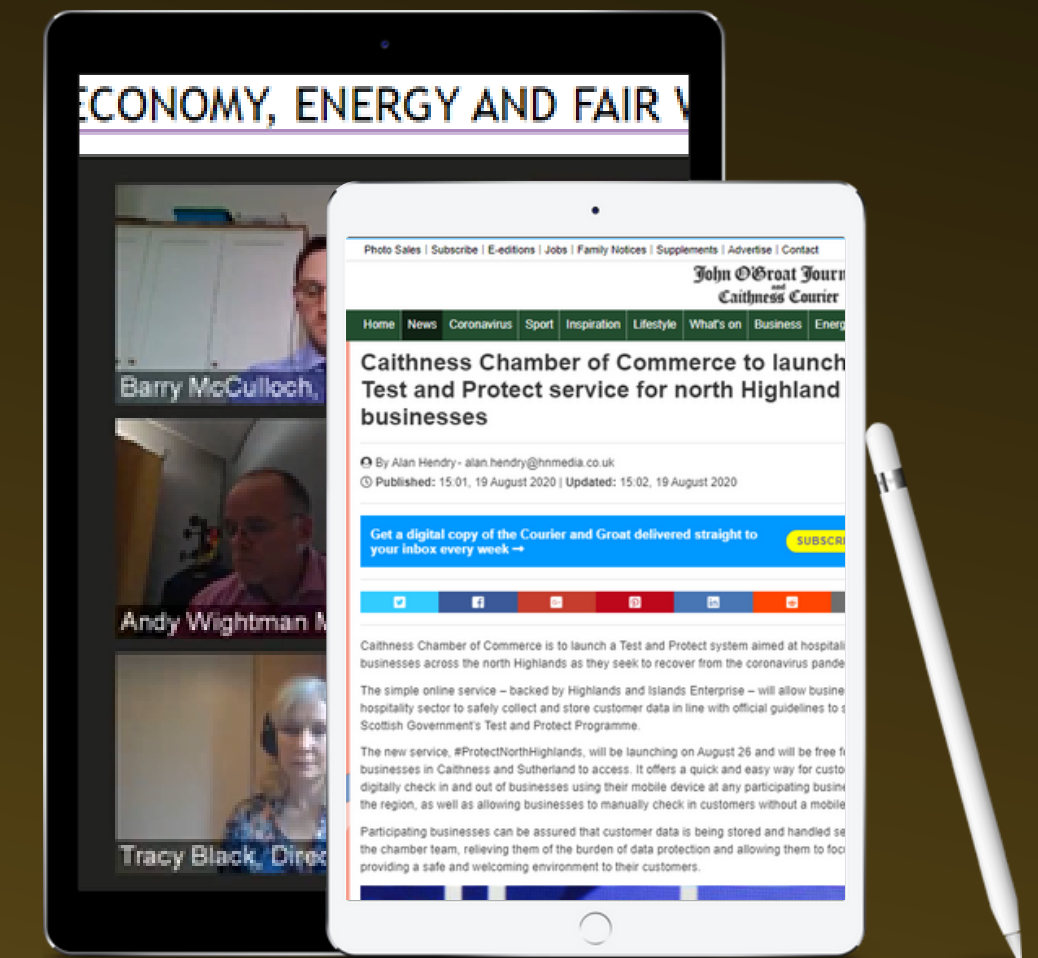 ECONOMY, ENERGY AND FAIR
Barry McCulloch,
Andy Wightman
Tracy Black, Direc
Photo Sales | Subscribe | E-editions | Jobs | Family Notices | Supplements | Advertise | Contact
John O'Groat Journ
and
Caithness Courier
Home News Coronavirus Sport Inspiration Lifestyle What's on Business Energ
Caithness Chamber of Commerce to launch
Test and Protect service for north Highland
businesses
By Alan Hendry- alan.hendry@hnmedia.co.uk
Published: 15:01, 19 August 2020 | Updated: 15:02, 19 August 2020
Get a digital copy of the Courier and Groat delivered straight to
your inbox every week →
SUBSCRI
Caithness Chamber of Commerce is to launch a Test and Protect system aimed at hospitali
businesses across the north Highlands as they seek to recover from the coronavirus pande
The simple online service – backed by Highlands and Islands Enterprise – will allow busine
hospitality sector to safely collect and store customer data in line with official guidelines to s
Scottish Government's Test and Protect Programme.
The new service, #ProtectNorthHighlands, will be launching on August 26 and will be free f
businesses in Caithness and Sutherland to access. It offers a quick and easy way for custo
digitally check in and out of businesses using their mobile device at any participating busine
the region, as well as allowing businesses to manually check in customers without a mobile
Participating businesses can be assured that customer data is being stored and handled se
the chamber team, relieving them of the burden of data protection and allowing them to foc
providing a safe and welcoming environment to their customers.